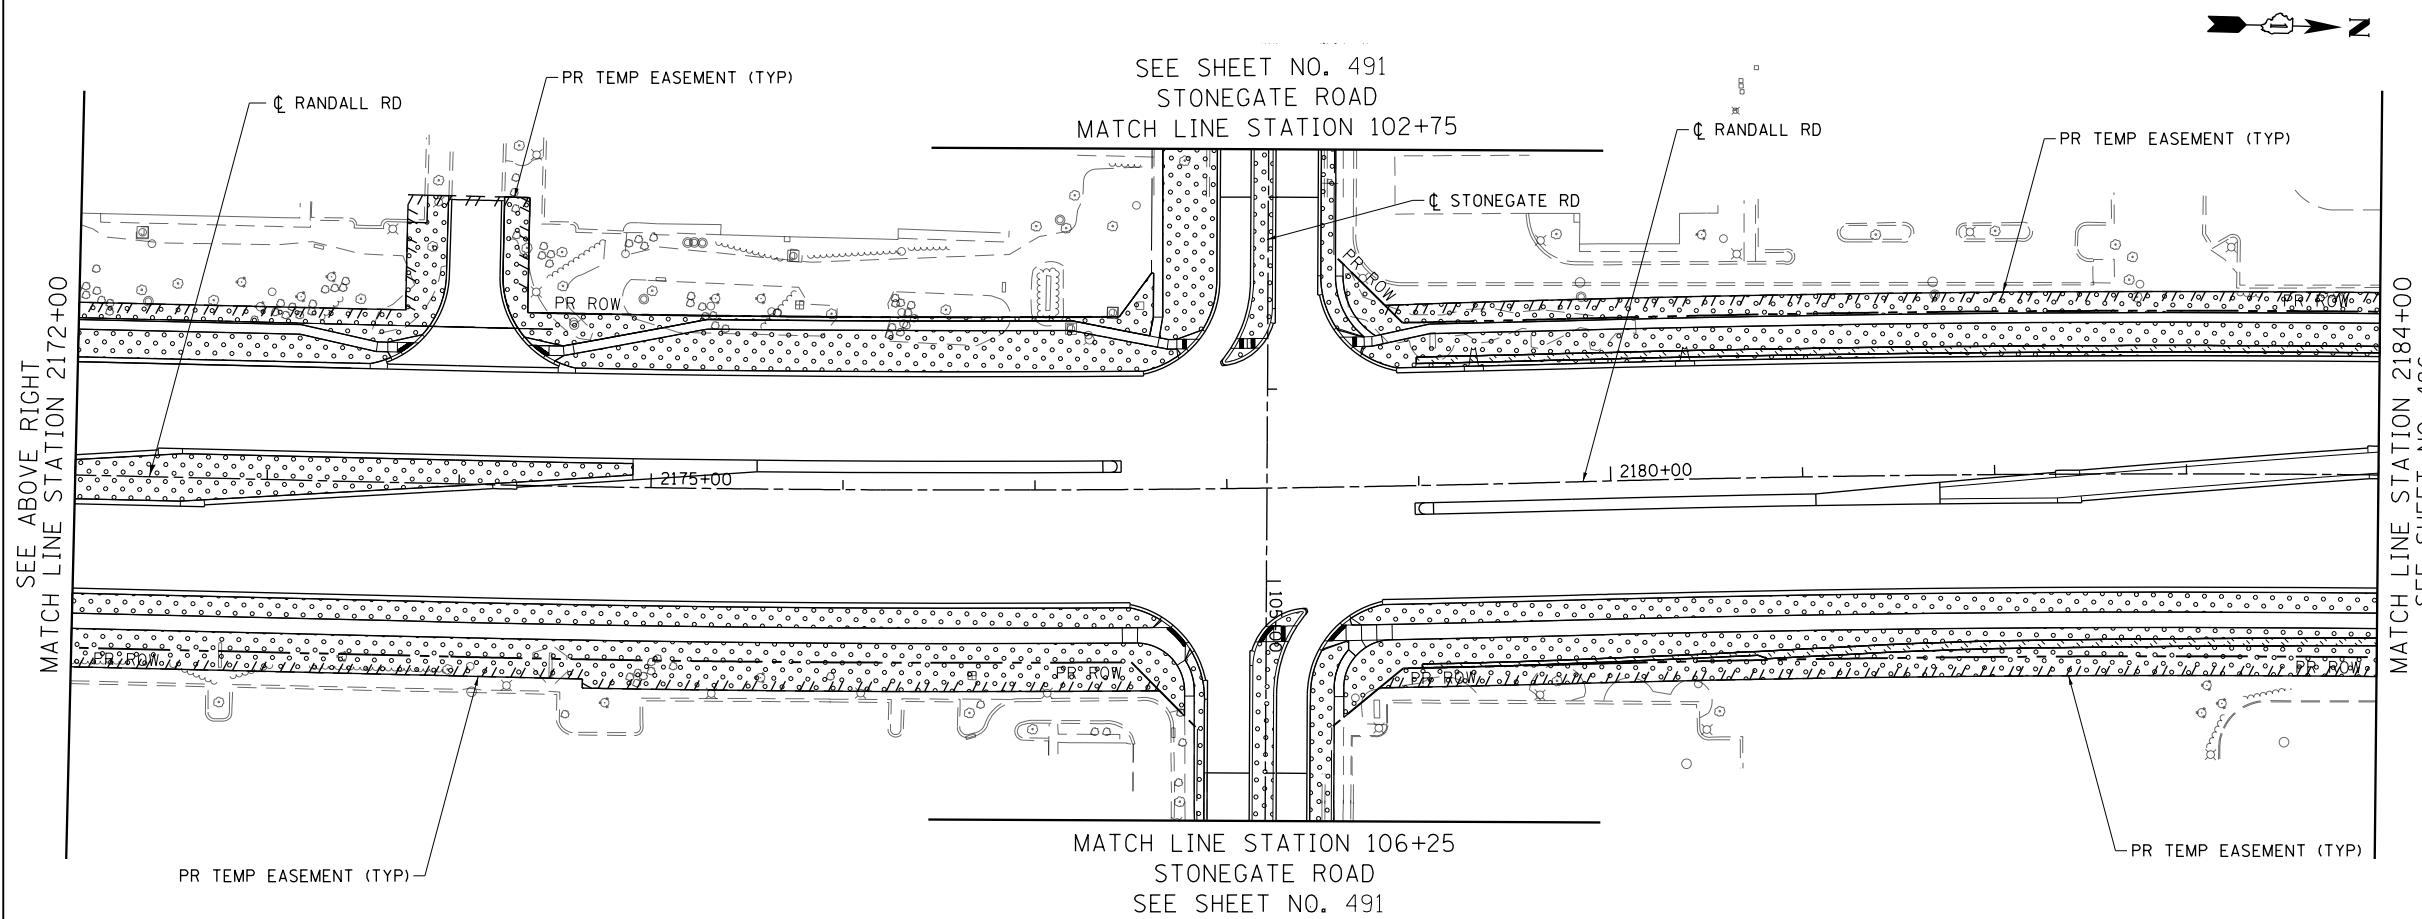 N
SEE SHEET NO. 491
STONEGATE ROAD
MATCH LINE STATION 102+75
PR TEMP EASEMENT (TYP)
℄ RANDALL RD
℄ RANDALL RD
PR TEMP EASEMENT (TYP)
℄ STONEGATE RD
PR ROW
PR ROW
PR ROW
SEE ABOVE RIGHT
MATCH LINE STATION 2172+00
MATCH LINE STATION 2184+00
2175+00
2180+00
PR ROW
PR ROW
PR ROW
PR ROW
PR TEMP EASEMENT (TYP)
PR TEMP EASEMENT (TYP)
MATCH LINE STATION 106+25
STONEGATE ROAD
SEE SHEET NO. 491